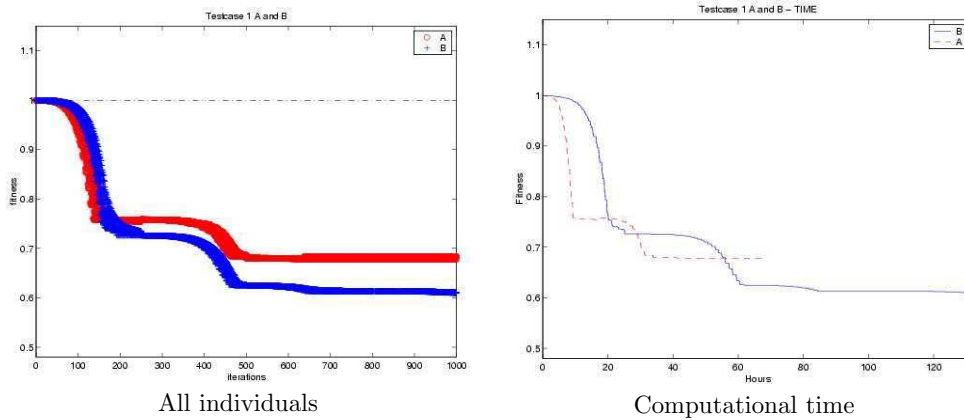 Testcase 1 A and B
A
B
1.1
1
0.9
0.8
0.7
0.6
0.5
fitness
0
100
200
300
400
500
600
700
800
900
1000
iterations
All individuals
Testcase 1 A and B – TIME
B
A
1.1
1
0.9
0.8
0.7
0.6
0.5
Fitness
0
20
40
60
80
100
120
Hours
Computational time